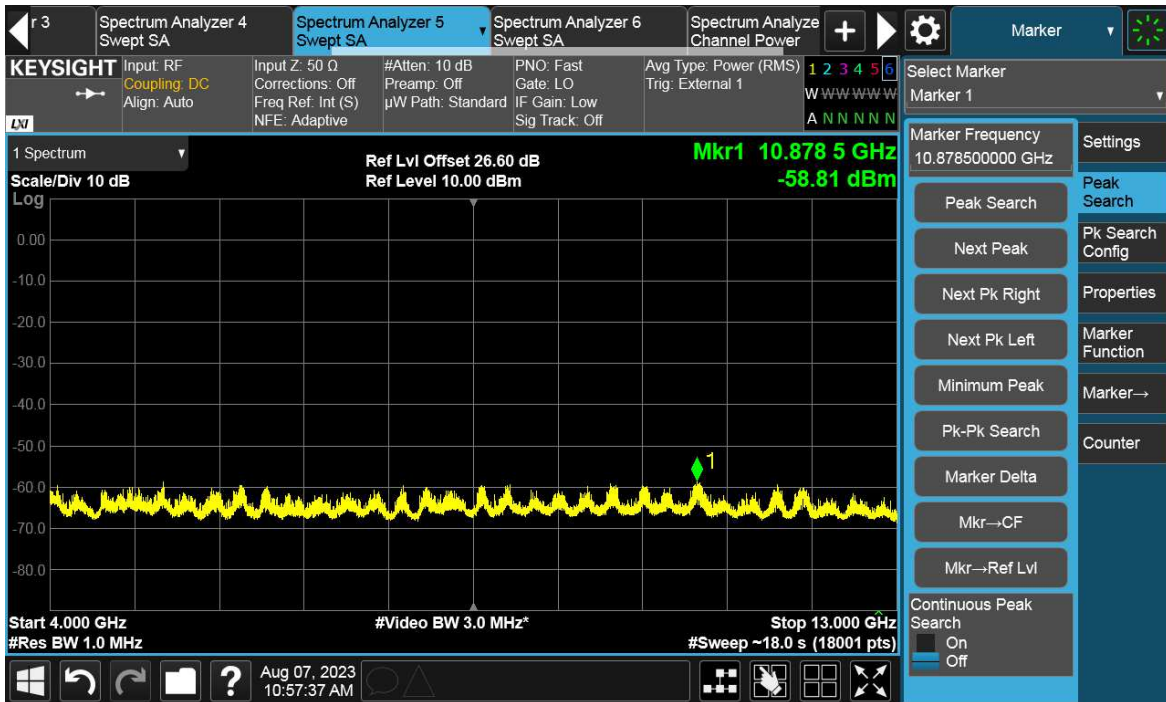 r 3
Spectrum Analyzer 4
Swept SA
Spectrum Analyzer 5
Swept SA
Spectrum Analyzer 6
Swept SA
Spectrum Analyze
Channel Power
+
Marker
KEYSIGHT
LXI
Input: RF
Coupling: DC
Align: Auto
Input Z: 50 Ω
Corrections: Off
Freq Ref: Int (S)
NFE: Adaptive
#Atten: 10 dB
Preamp: Off
µW Path: Standard
PNO: Fast
Gate: LO
IF Gain: Low
Sig Track: Off
Avg Type: Power (RMS)
Trig: External 1
1 2 3 4 5 6
W W W W W W
A N N N N N
Select Marker
Marker 1
1 Spectrum
Scale/Div 10 dB
Log
Ref Lvl Offset 26.60 dB
Ref Level 10.00 dBm
Mkr1 10.878 5 GHz
-58.81 dBm
0.00
-10.0
-20.0
-30.0
-40.0
-50.0
-60.0
-70.0
-80.0
1
Start 4.000 GHz
#Res BW 1.0 MHz
#Video BW 3.0 MHz*
Stop 13.000 GHz
#Sweep ~18.0 s (18001 pts)
Marker Frequency
10.878500000 GHz
Peak Search
Next Peak
Next Pk Right
Next Pk Left
Minimum Peak
Pk-Pk Search
Marker Delta
Mkr→CF
Mkr→Ref Lvl
Continuous Peak
Search
On
Off
Settings
Peak
Search
Pk Search
Config
Properties
Marker
Function
Marker→
Counter
?
Aug 07, 2023
10:57:37 AM